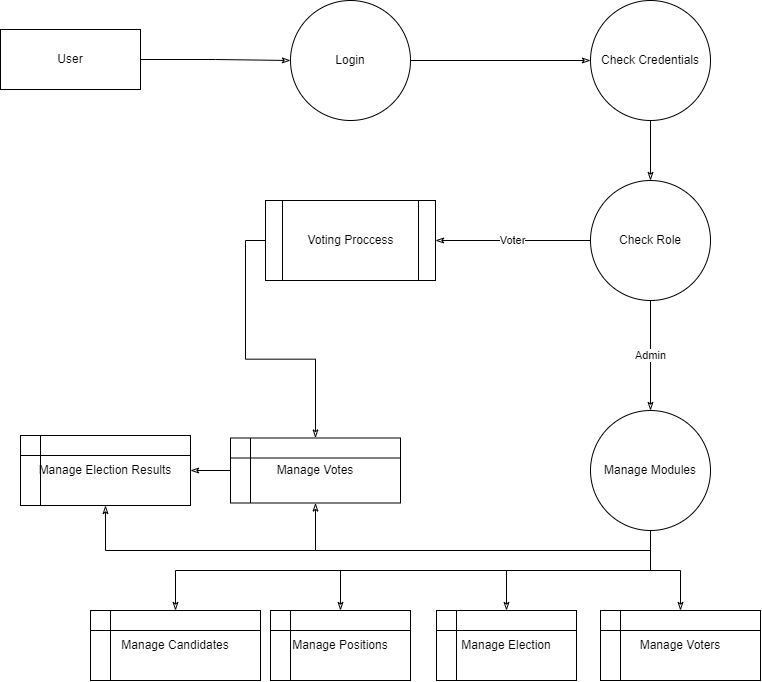 User
Login
Check Credentials
Voting Proccess
Voter
Check Role
Admin
Manage Election Results
Manage Votes
Manage Modules
Manage Candidates
Manage Positions
Manage Election
Manage Voters